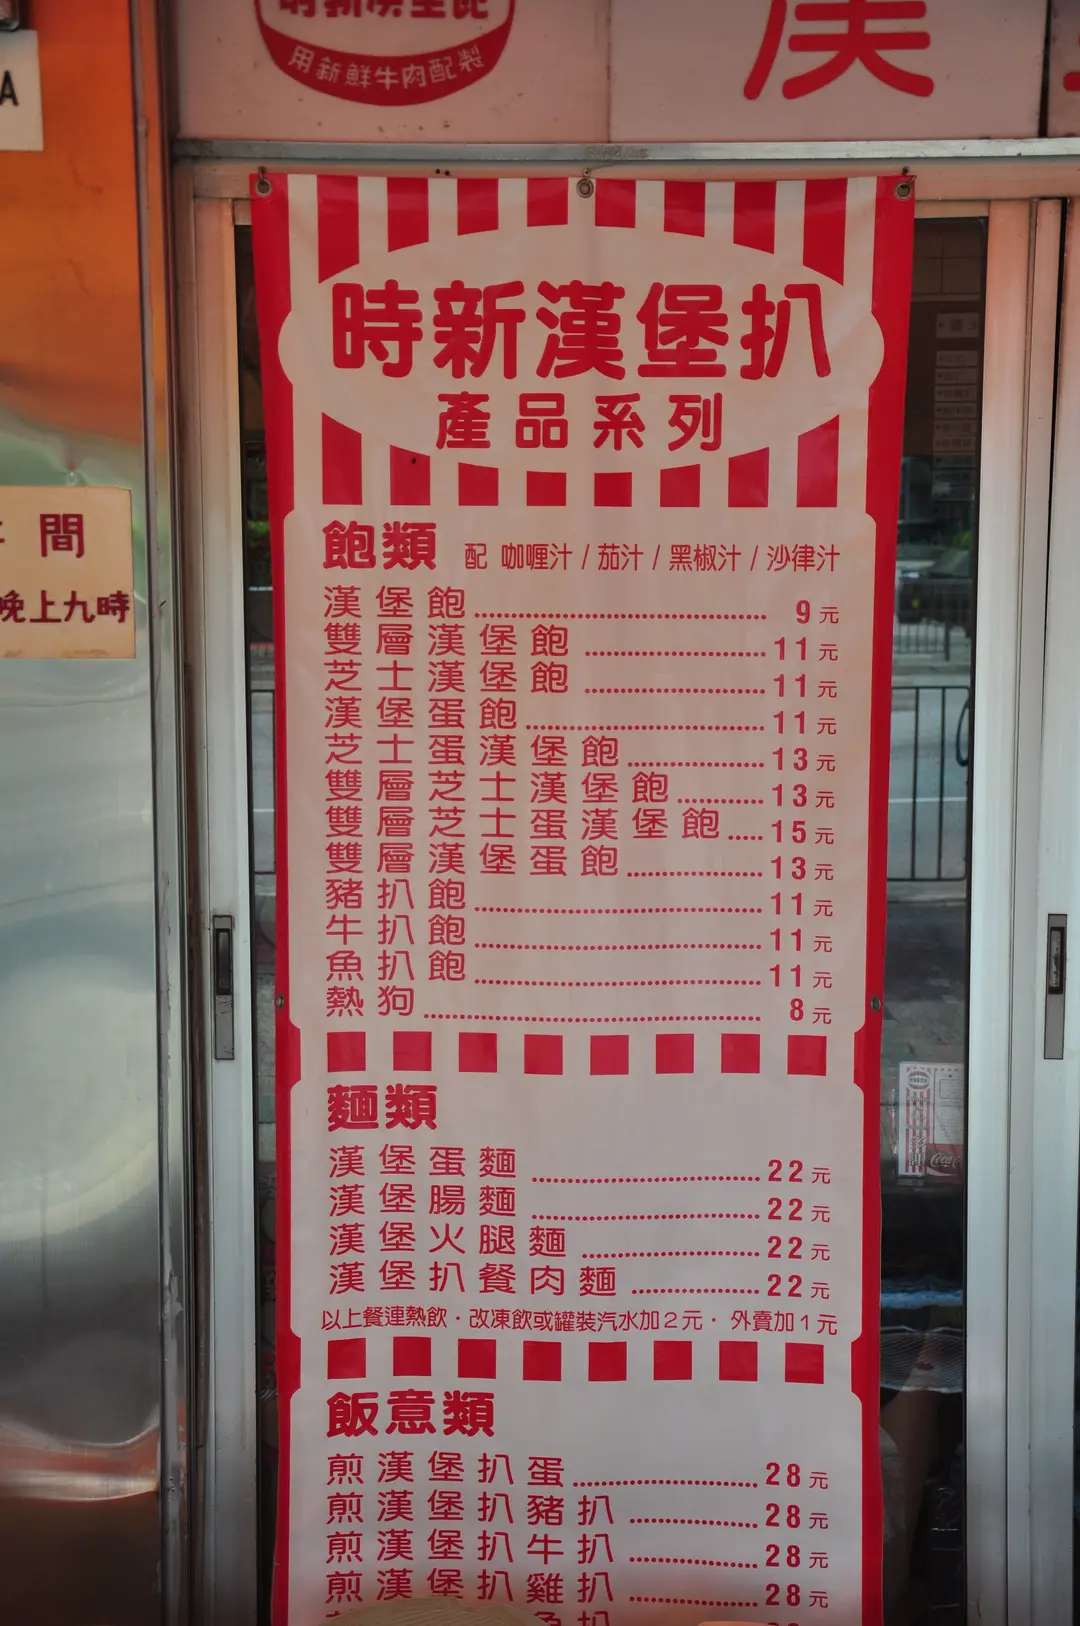 用新鮮牛肉配製
漢
A
時新漢堡扒
產品系列
間
晚上九時
飽類 配 咖喱汁 / 茄汁 / 黑椒汁 / 沙律汁
漢堡飽 9元
雙層漢堡飽 11元
芝士漢堡飽 11元
漢堡蛋飽 11元
芝士蛋漢堡飽 13元
雙層芝士漢堡飽 13元
雙層芝士蛋漢堡飽 15元
雙層漢堡蛋飽 13元
豬扒飽 11元
牛扒飽 11元
魚扒飽 11元
熱狗 8元
麵類
漢堡蛋麵 22元
漢堡腸麵 22元
漢堡火腿麵 22元
漢堡扒餐肉麵 22元
以上餐連熱飲．改凍飲或罐裝汽水加2元． 外賣加1元
飯意類
煎漢堡扒蛋 28元
煎漢堡扒豬扒 28元
煎漢堡扒牛扒 28元
煎漢堡扒雞扒 28元